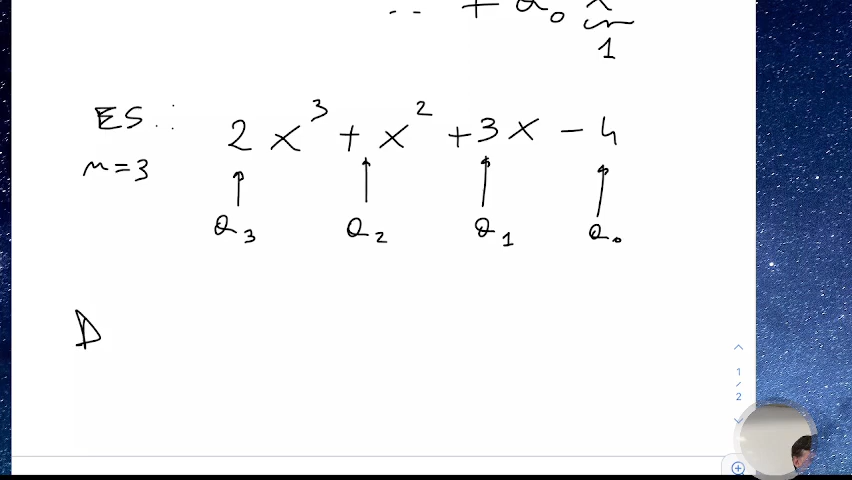 + a₀ x
1
ES.: 2x³ + x² + 3x - 4
n = 3
a₃ a₂ a₁ a₀
D
1
/
2